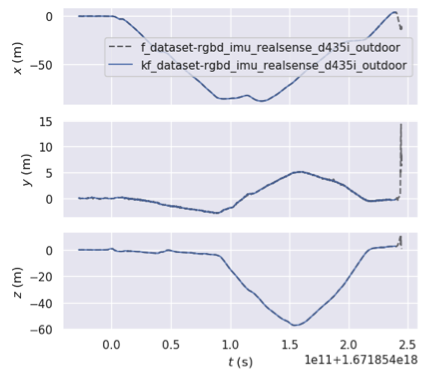 0
−50
x (m)
f_dataset-rgbd_imu_realsense_d435i_outdoor
kf_dataset-rgbd_imu_realsense_d435i_outdoor
15
10
5
0
y (m)
0
−20
−40
−60
z (m)
0.0 0.5 1.0 1.5 2.0 2.5
t (s)
1e11+1.671854e18